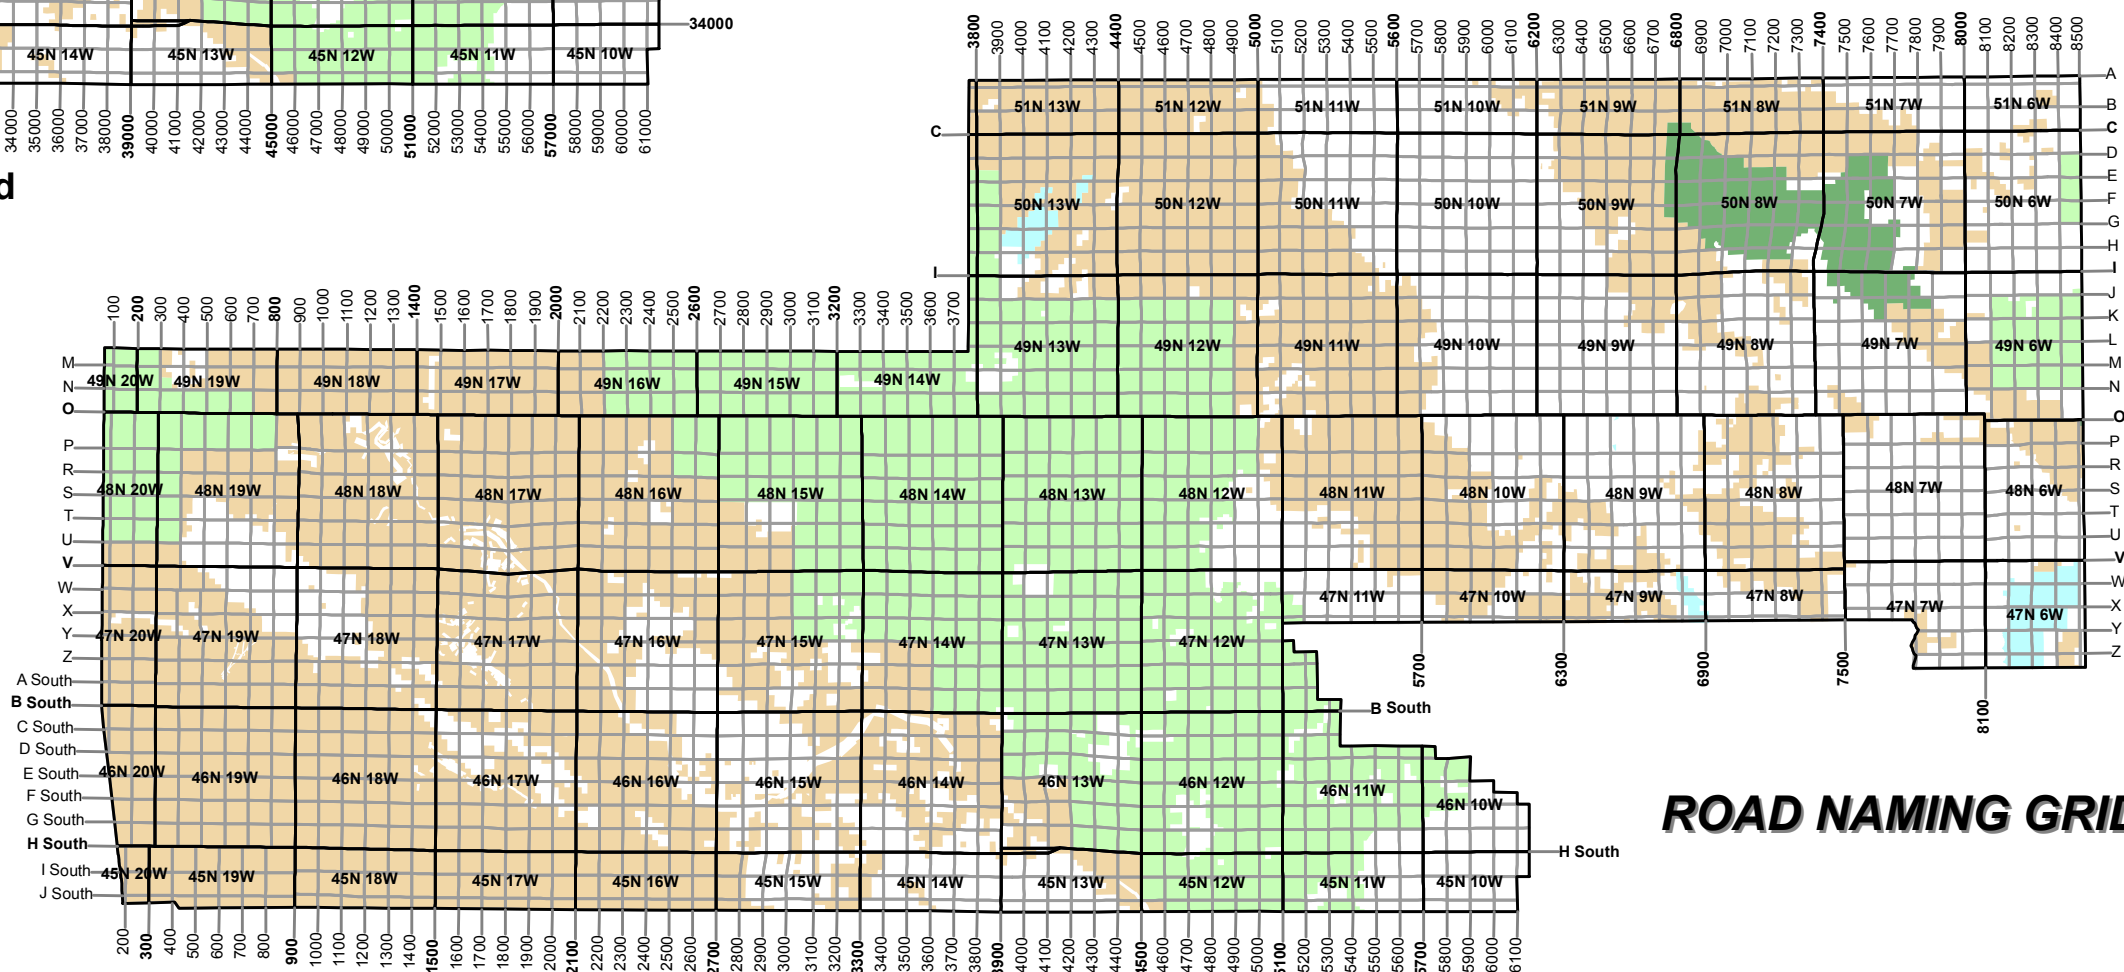 34000
45N 14W 45N 13W 45N 12W 45N 11W 45N 10W
34000 35000 36000 37000 38000 39000 40000 41000 42000 43000 44000 45000 46000 47000 48000 49000 50000 51000 52000 53000 54000 55000 56000 57000 58000 59000 60000 61000
d
3800 3900 4000 4100 4200 4300 4400 4500 4600 4700 4800 4900 5000 5100 5200 5300 5400 5500 5600 5700 5800 5900 6000 6100 6200 6300 6400 6500 6600 6700 6800 6900 7000 7100 7200 7300 7400 7500 7600 7700 7800 7900 8000 8100 8200 8300 8400 8500
A
51N 13W 51N 12W 51N 11W 51N 10W 51N 9W 51N 8W 51N 7W 51N 6W B
C C
D
E
50N 13W 50N 12W 50N 11W 50N 10W 50N 9W 50N 8W 50N 7W 50N 6W F
G
H
I I
J
100 200 300 400 500 600 700 800 900 1000 1100 1200 1300 1400 1500 1600 1700 1800 1900 2000 2100 2200 2300 2400 2500 2600 2700 2800 2900 3000 3100 3200 3300 3400 3500 3600 3700
K
49N 13W 49N 12W 49N 11W 49N 10W 49N 9W 49N 8W 49N 7W 49N 6W L
M M
N 49N 20W 49N 19W 49N 18W 49N 17W 49N 16W 49N 15W 49N 14W N
O O
P P
R R
S 48N 20W 48N 19W 48N 18W 48N 17W 48N 16W 48N 15W 48N 14W 48N 13W 48N 12W 48N 11W 48N 10W 48N 9W 48N 8W 48N 7W 48N 6W S
T T
U U
V V
W W
47N 11W 47N 10W 47N 9W 47N 8W 47N 7W 47N 6W
X X
Y 47N 20W 47N 19W 47N 18W 47N 17W 47N 16W 47N 15W 47N 14W 47N 13W 47N 12W Y
Z Z
5700 6300 6900 7500 8100
A South
B South B South
C South
D South
E South 46N 20W 46N 19W 46N 18W 46N 17W 46N 16W 46N 15W 46N 14W 46N 13W 46N 12W 46N 11W 46N 10W
F South
G South
ROAD NAMING GRID
H South H South
I South 45N 20W 45N 19W 45N 18W 45N 17W 45N 16W 45N 15W 45N 14W 45N 13W 45N 12W 45N 11W 45N 10W
J South
200 300 400 500 600 700 800 900 1000 1100 1200 1300 1400 1500 1600 1700 1800 1900 2000 2100 2200 2300 2400 2500 2600 2700 2800 2900 3000 3100 3200 3300 3400 3500 3600 3700 3800 3900 4000 4100 4200 4300 4400 4500 4600 4700 4800 4900 5000 5100 5200 5300 5400 5500 5600 5700 5800 5900 6000 6100